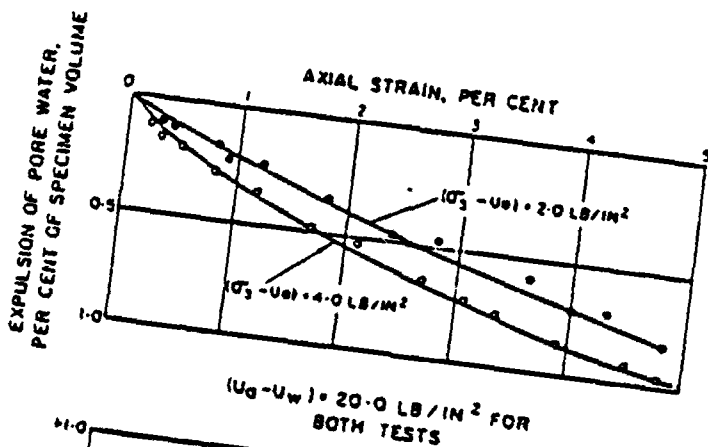 AXIAL STRAIN, PER CENT
0 1 2 3 4 5
EXPULSION OF PORE WATER,
PER CENT OF SPECIMEN VOLUME
0.5
1.0
(σ3 - Ua) = 2.0 LB/IN²
(σ3 - Ua) = 4.0 LB/IN²
(Ua - Uw) = 20.0 LB/IN² FOR
BOTH TESTS
+1.0